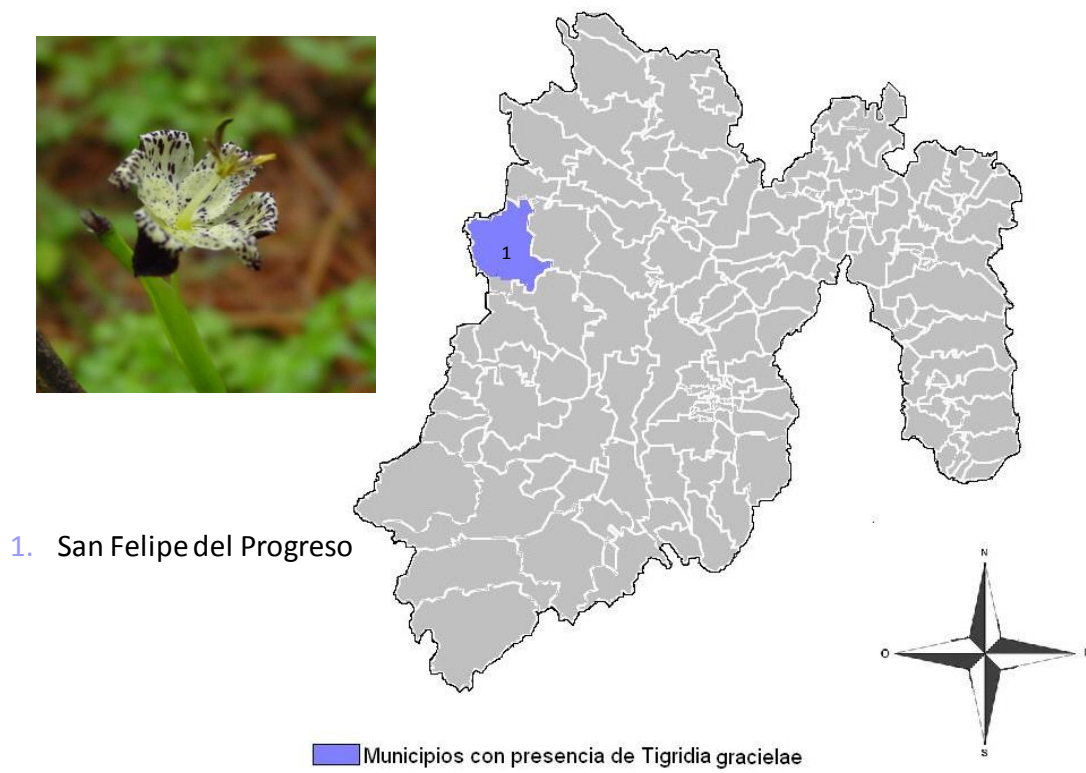 1
1. San Felipe del Progreso
N
O
S
Municipios con presencia de Tigridia gracielae